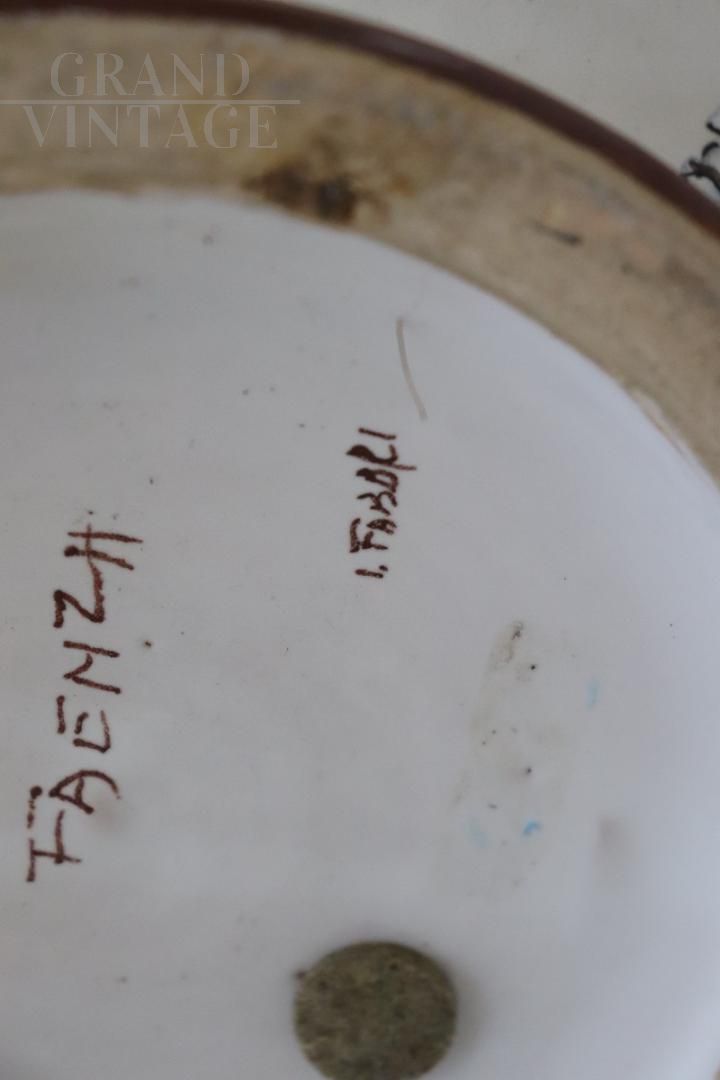 GRAND
VINTAGE
FAENZA
I. FABBRI